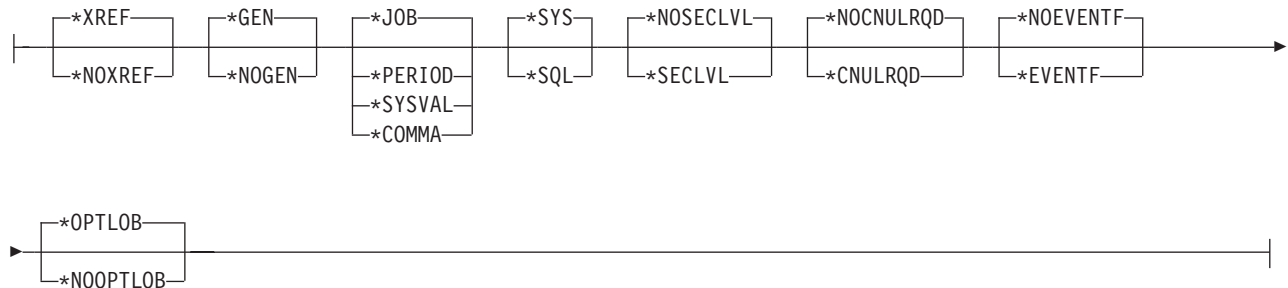 *XREF *GEN *JOB *SYS *NOSECLVL *NOCNULRQD *NOEVENTF
*NOXREF *NOGEN *PERIOD *SQL *SECLVL *CNULRQD *EVENTF
*SYSVAL
*COMMA
*OPTLOB
*NOOPTLOB